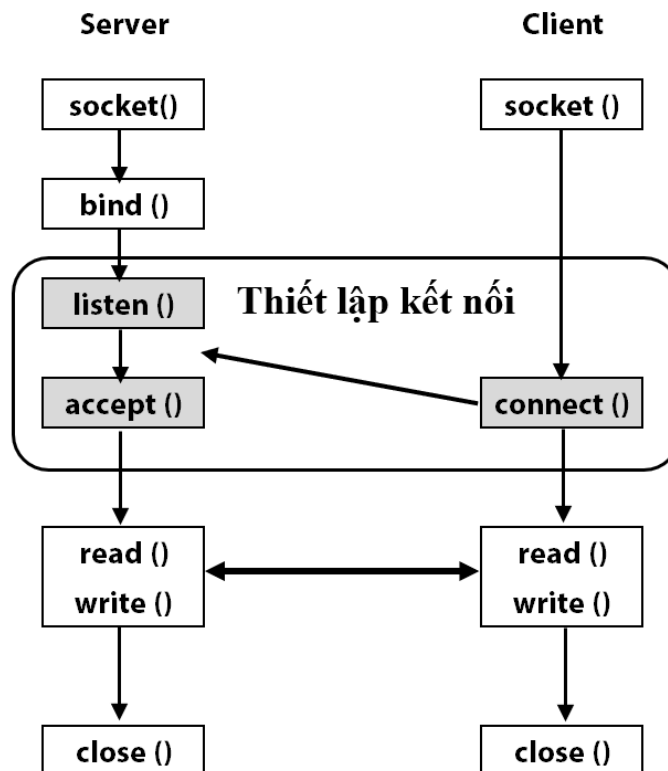 Server
Client
socket()
socket ()
bind ()
listen ()
Thiết lập kết nối
accept ()
connect ()
read ()
write ()
read ()
write ()
close ()
close ()